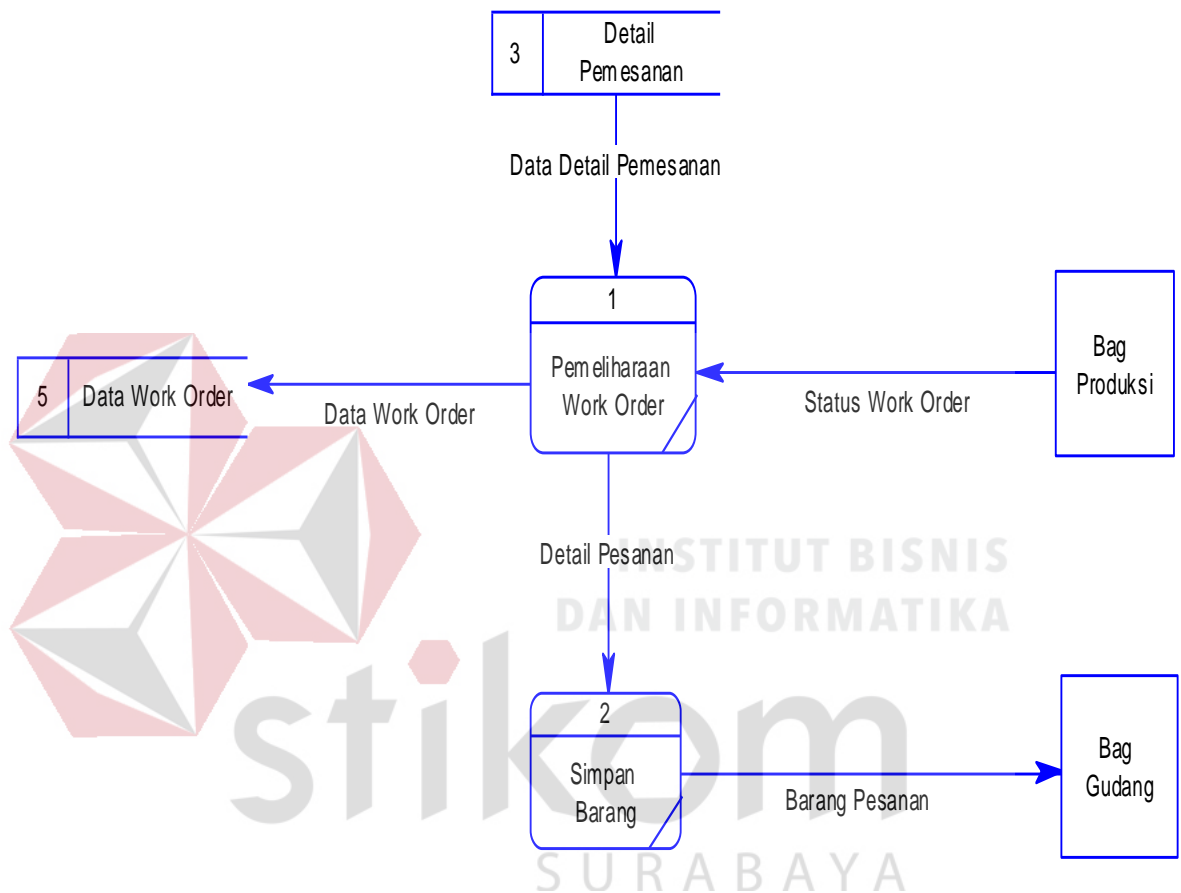 3
Detail
Pemesanan
Data Detail Pemesanan
1
Pemeliharaan
Work Order
Bag
Produksi
5
Data Work Order
Data Work Order
Status Work Order
Detail Pesanan
INSTITUT BISNIS
DAN INFORMATIKA
stikom
SURABAYA
2
Simpan
Barang
Barang Pesanan
Bag
Gudang